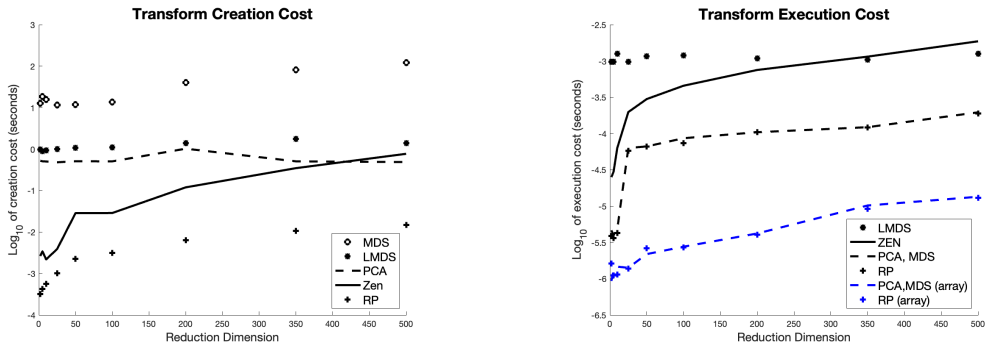 Transform Creation Cost
3
2
1
0
-1
-2
-3
-4
Log10 of creation cost (seconds)
0 50 100 150 200 250 300 350 400 450 500
Reduction Dimension
MDS
LMDS
PCA
Zen
RP
Transform Execution Cost
-2.5
-3
-3.5
-4
-4.5
-5
-5.5
-6
-6.5
Log10 of execution cost (seconds)
0 50 100 150 200 250 300 350 400 450 500
Reduction Dimension
LMDS
ZEN
PCA, MDS
RP
PCA,MDS (array)
RP (array)